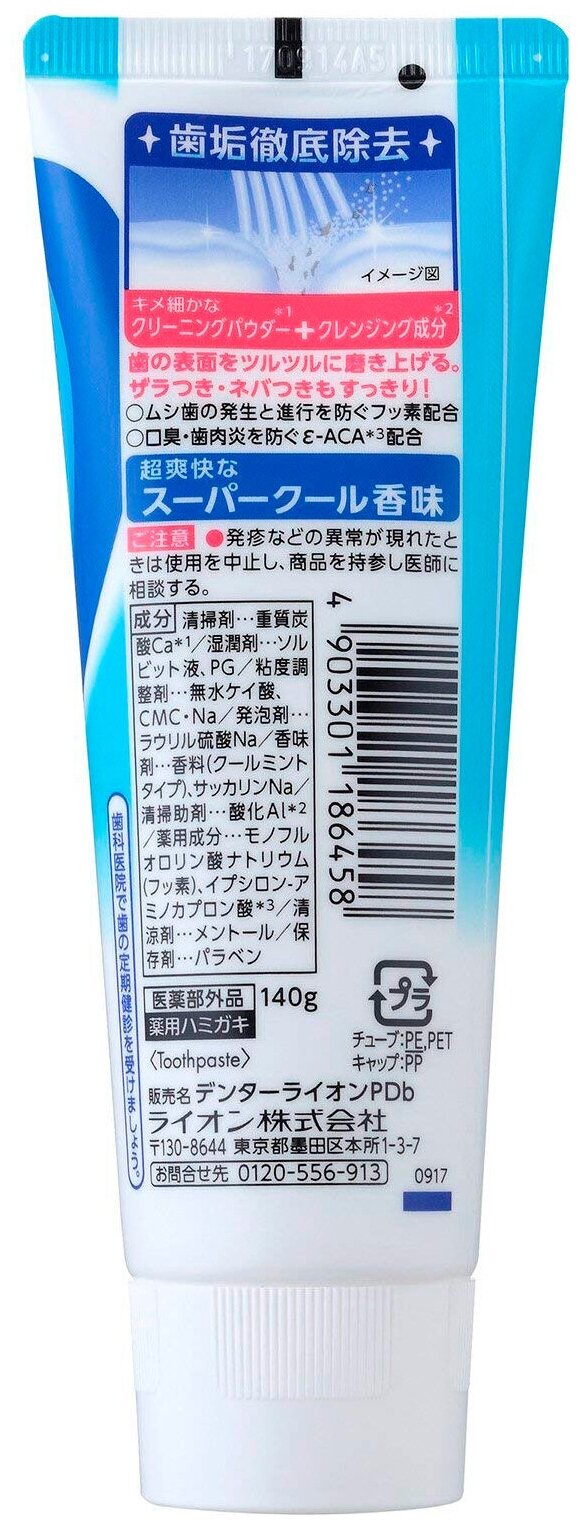 170914A5
歯垢徹底除去
イメージ図
キメ細かな
クリーニングパウダー*1＋クレンジング成分*2
歯の表面をツルツルに磨き上げる。
ザラつき・ネバつきもすっきり!
○ムシ歯の発生と進行を防ぐフッ素配合
○口臭・歯肉炎を防ぐε-ACA*3配合
超爽快な
スーパークール香味
ご注意 ●発疹などの異常が現れたと
きは使用を中止し、商品を持参し医師に
相談する。
成分 清掃剤…重質炭
酸Ca*1/湿潤剤…ソル
ビット液、PG/粘度調
整剤…無水ケイ酸、
CMC・Na/発泡剤…
ラウリル硫酸Na/香味
剤…香料(クールミント
タイプ)、サッカリンNa/
清掃助剤…酸化Al*2
/薬用成分…モノフル
オロリン酸ナトリウム
(フッ素)、イプシロン-ア
ミノカプロン酸*3/清
涼剤…メントール/保
存剤…パラベン
4 903301 186458
歯科医院で歯の定期健診を受けましょう。
医薬部外品 140g
薬用ハミガキ
〈Toothpaste〉
プラ
チューブ:PE,PET
キャップ:PP
販売名 デンターライオンPDb
ライオン株式会社
〒130-8644 東京都墨田区本所1-3-7
お問合せ先 0120-556-913
0917